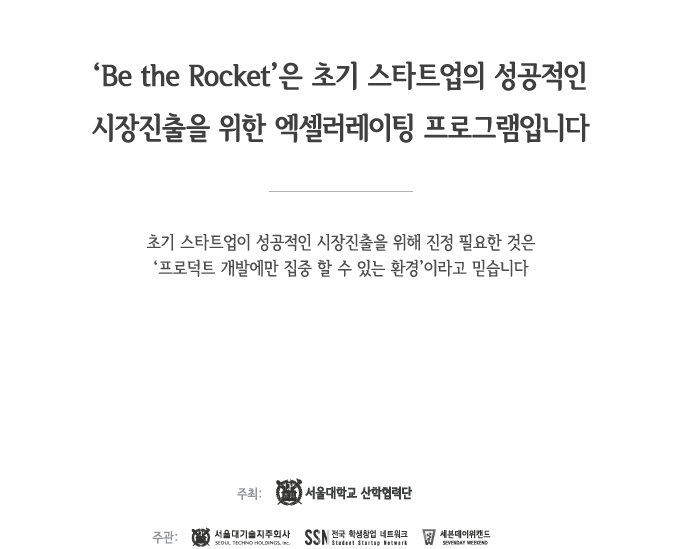 ‘Be the Rocket’은 초기 스타트업의 성공적인
시장진출을 위한 엑셀러레이팅 프로그램입니다
초기 스타트업이 성공적인 시장진출을 위해 진정 필요한 것은
‘프로덕트 개발에만 집중 할 수 있는 환경’이라고 믿습니다
주최: 서울대학교 산학협력단
주관: 서울대기술지주회사 SSN 전국 학생창업 네트워크 세븐데이위캔드
SEOUL TECHNO HOLDINGS, Inc. Student Startup Network SEVENDAY WEEKEND